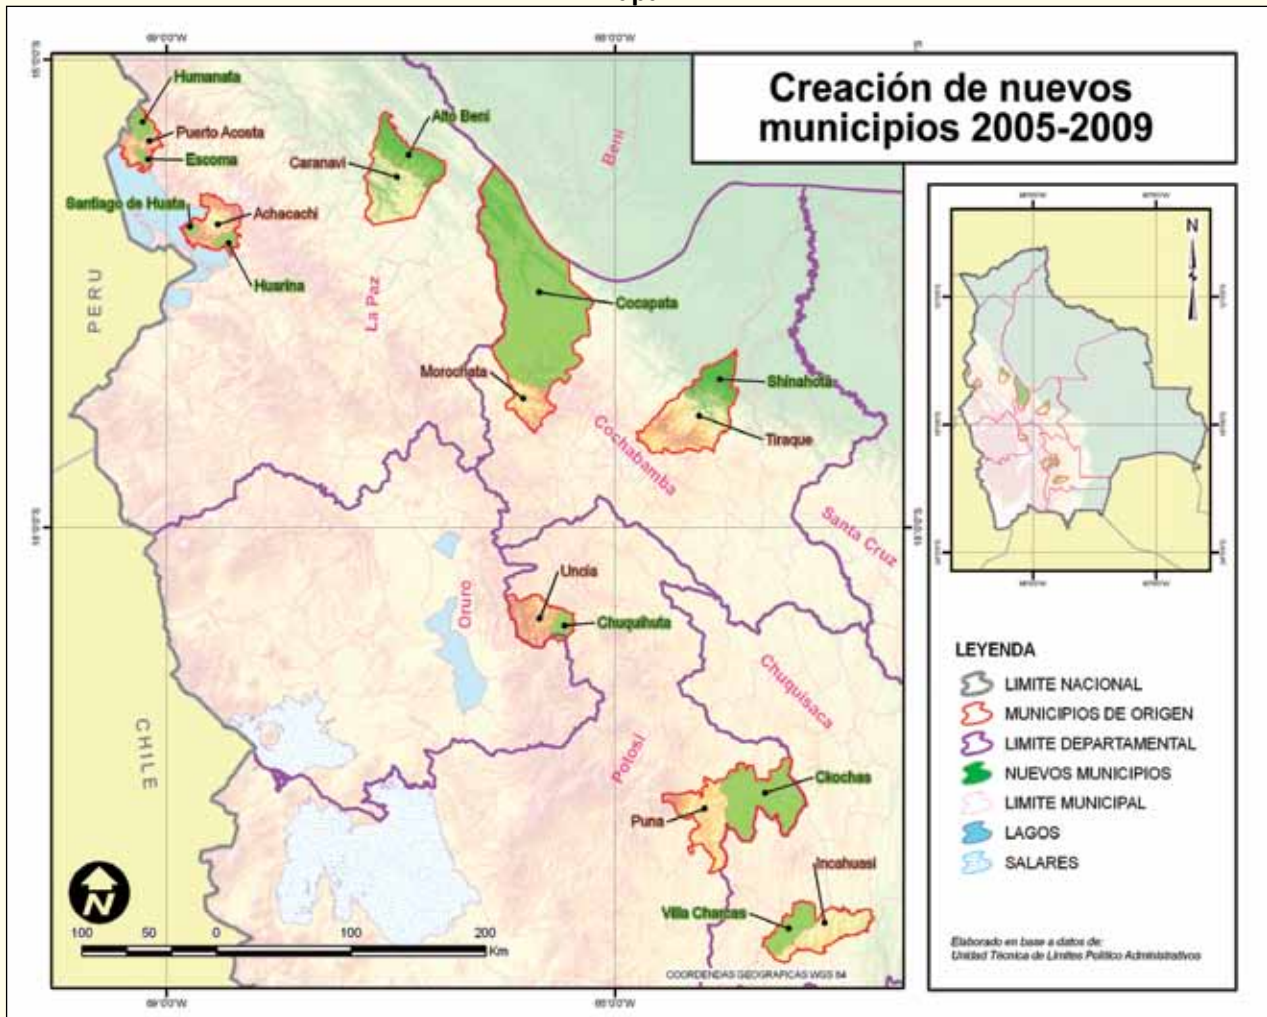 Creación de nuevos
municipios 2005-2009
Humanata
Puerto Acosta
Escoma
Alto Beni
Caranavi
Beni
Santiago de Huata
Achacachi
Huarina
PERU
La Paz
Cocapata
Morochata
Shinahota
Tiraque
Cochabamba
Santa Cruz
Oruro
Uncia
Chuquihuta
Chuquisaca
Potosí
CHILE
Ckochas
Puna
Incahuasi
Villa Charcas
N
100 50 0 100 200
Km
COORDENDAS GEOGRAFICAS WGS 84
N
LEYENDA
LIMITE NACIONAL
MUNICIPIOS DE ORIGEN
LIMITE DEPARTAMENTAL
NUEVOS MUNICIPIOS
LIMITE MUNICIPAL
LAGOS
SALARES
Elaborado en base a datos de:
Unidad Técnica de Límites Político Administrativos